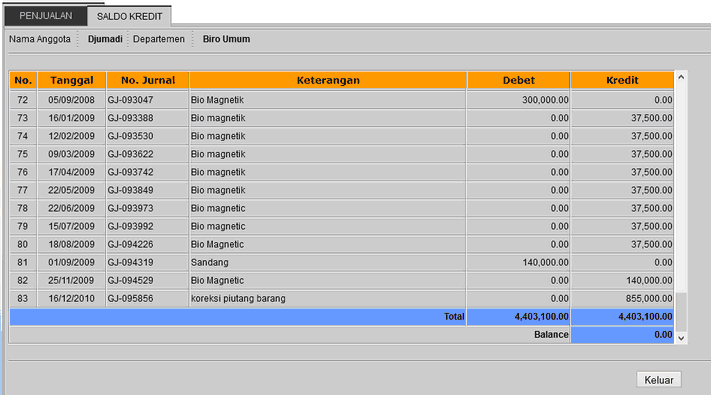 PENJUALAN SALDO KREDIT
Nama Anggota : Djumadi : Departemen : Biro Umum
No. Tanggal No. Jurnal Keterangan Debet Kredit
72 05/09/2008 GJ-093047 Bio Magnetik 300,000.00 0.00
73 16/01/2009 GJ-093388 Bio magnetik 0.00 37,500.00
74 12/02/2009 GJ-093530 Bio magnetik 0.00 37,500.00
75 09/03/2009 GJ-093622 Bio magnetik 0.00 37,500.00
76 17/04/2009 GJ-093742 Bio magnetik 0.00 37,500.00
77 22/05/2009 GJ-093849 Bio magnetik 0.00 37,500.00
78 22/06/2009 GJ-093973 Bio magnetic 0.00 37,500.00
79 15/07/2009 GJ-093992 Bio magnetic 0.00 37,500.00
80 18/08/2009 GJ-094226 Bio Magnetic 0.00 37,500.00
81 01/09/2009 GJ-094319 Sandang 140,000.00 0.00
82 25/11/2009 GJ-094529 Bio Magnetic 0.00 140,000.00
83 16/12/2010 GJ-095856 koreksi piutang barang 0.00 855,000.00
Total 4,403,100.00 4,403,100.00
Balance 0.00
Keluar